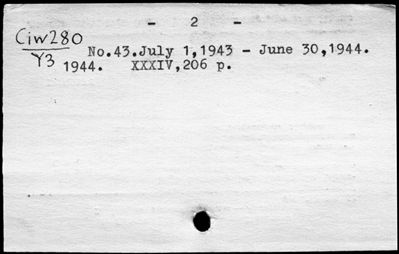 - 2 -
Ciw280
Y3
No.43.July 1,1943 - June 30,1944.
1944. XXXIV,206 p.